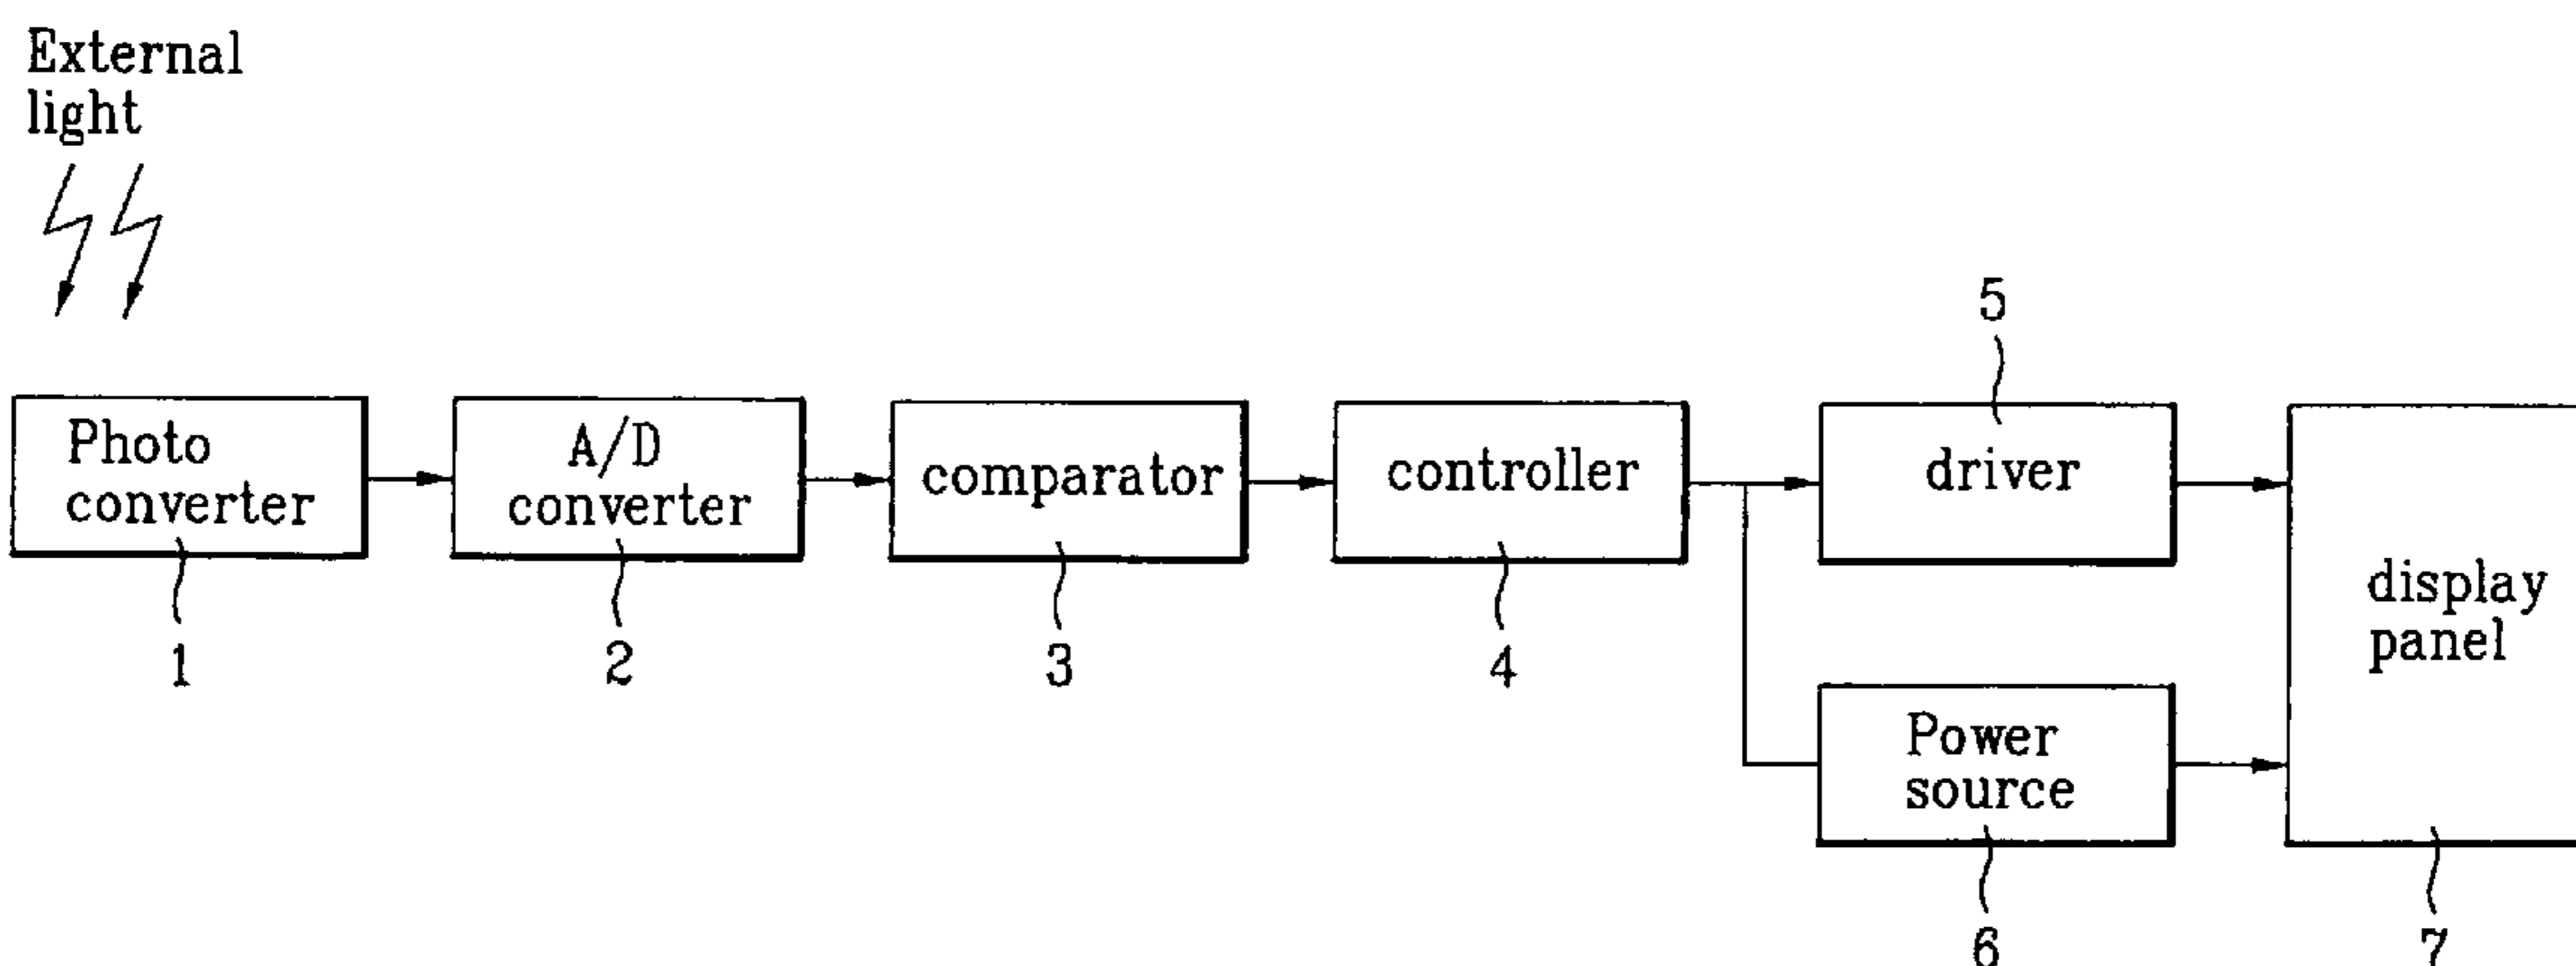 External
light
5
Photo
converter
A/D
converter
comparator
controller
driver
display
panel
1
2
3
4
Power
source
6
7